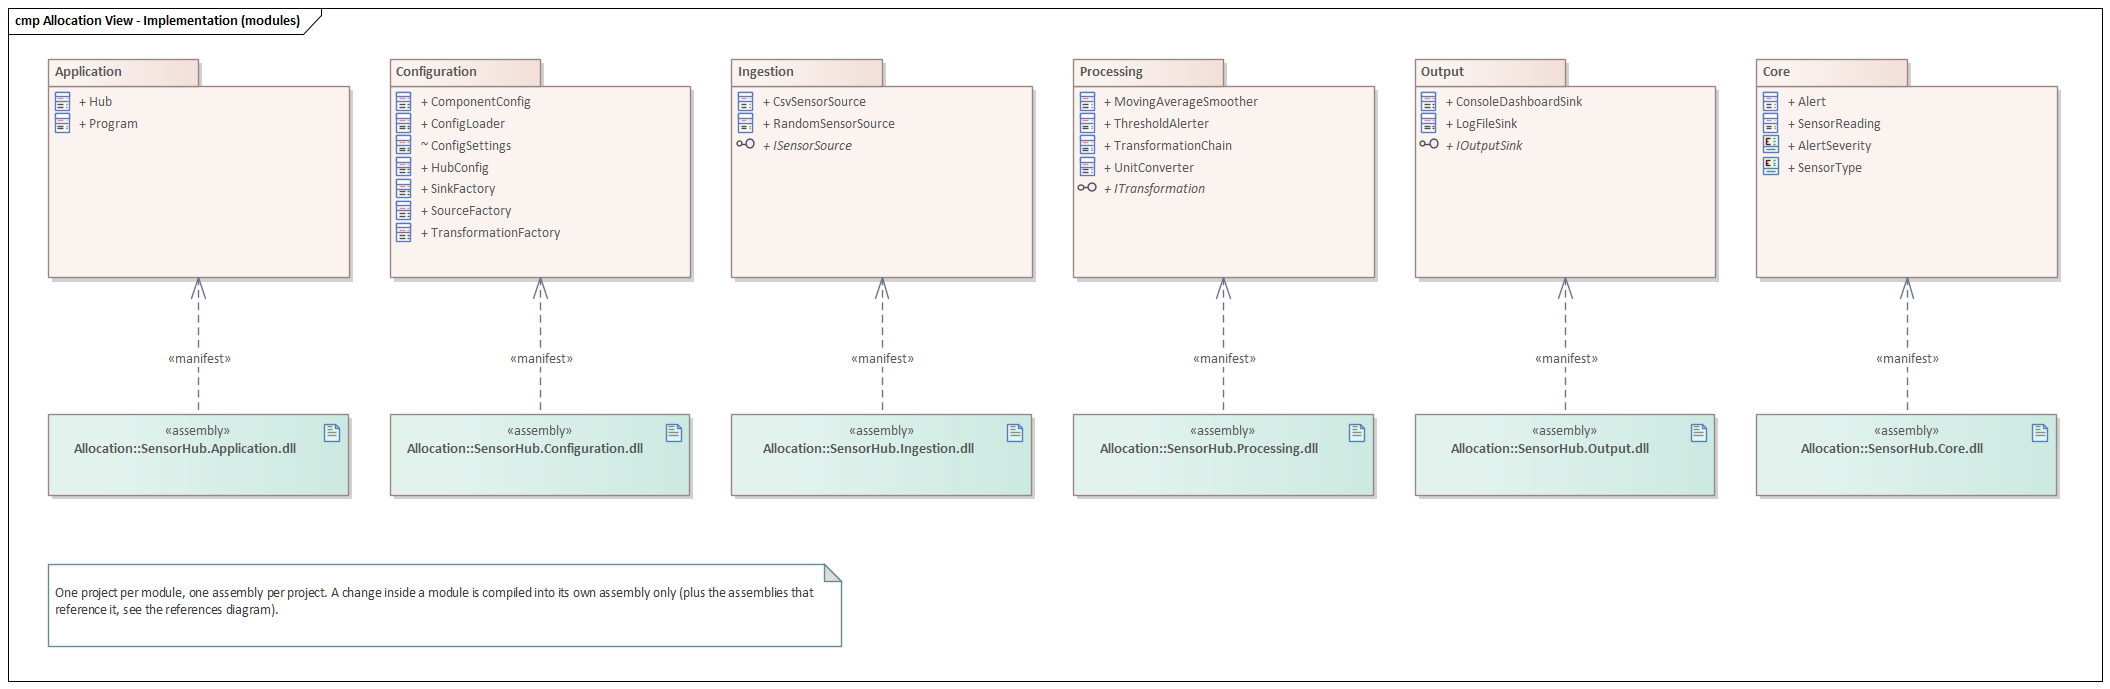 cmp Allocation View - Implementation (modules)
Application
+ Hub
+ Program
Configuration
+ ComponentConfig
+ ConfigLoader
~ ConfigSettings
+ HubConfig
+ SinkFactory
+ SourceFactory
+ TransformationFactory
Ingestion
+ CsvSensorSource
+ RandomSensorSource
+ ISensorSource
Processing
+ MovingAverageSmoother
+ ThresholdAlerter
+ TransformationChain
+ UnitConverter
+ ITransformation
Output
+ ConsoleDashboardSink
+ LogFileSink
+ IOutputSink
Core
+ Alert
+ SensorReading
+ AlertSeverity
+ SensorType
«manifest»
«manifest»
«manifest»
«manifest»
«manifest»
«manifest»
«assembly»
Allocation::SensorHub.Application.dll
«assembly»
Allocation::SensorHub.Configuration.dll
«assembly»
Allocation::SensorHub.Ingestion.dll
«assembly»
Allocation::SensorHub.Processing.dll
«assembly»
Allocation::SensorHub.Output.dll
«assembly»
Allocation::SensorHub.Core.dll
One project per module, one assembly per project. A change inside a module is compiled into its own assembly only (plus the assemblies that
reference it, see the references diagram).